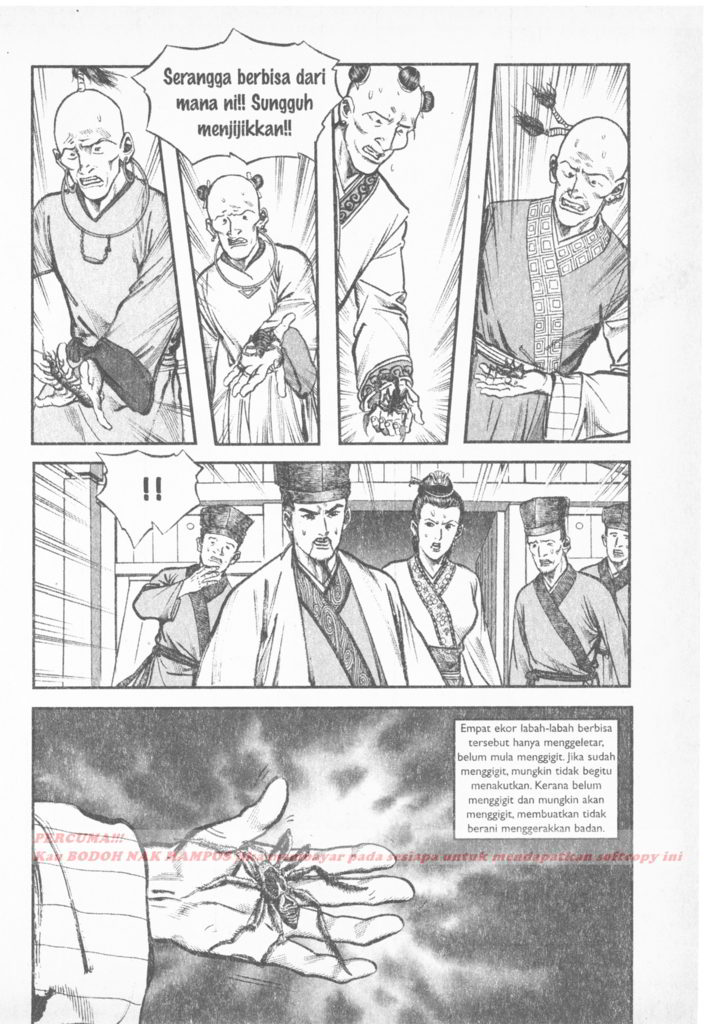 Serangga berbisa dari
mana ni!! Sungguh
menjijikkan!!
!!
Empat ekor labah-labah berbisa
tersebut hanya menggeletar,
belum mula menggigit. Jika sudah
menggigit, mungkin tidak begitu
menakutkan. Kerana belum
menggigit dan mungkin akan
menggigit, membuatkan tidak
berani menggerakkan badan.
PERCUMA!!!
Kau BODOH NAK MAMPOS jika membayar pada sesiapa untuk mendapatkan softcopy ini